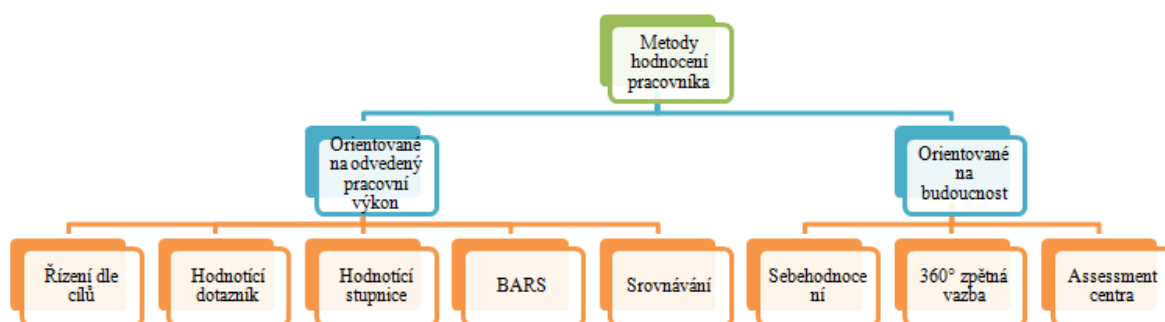 Metody
hodnocení
pracovníka
Orientované
na odvedený
pracovní
výkon
Orientované
na
budoucnost
Řízení dle
cílů
Hodnotící
dotazník
Hodnotící
stupnice
BARS
Srovnávání
Sebehodnoce
ní
360° zpětná
vazba
Assessment
centra